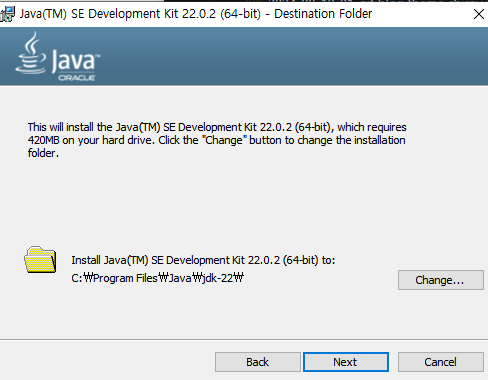 Java(TM) SE Development Kit 22.0.2 (64-bit) - Destination Folder
Java™
ORACLE
This will install the Java(TM) SE Development Kit 22.0.2 (64-bit), which requires
420MB on your hard drive. Click the "Change" button to change the installation
folder.
Install Java(TM) SE Development Kit 22.0.2 (64-bit) to:
C:₩Program Files₩Java₩jdk-22₩
Change...
Back
Next
Cancel